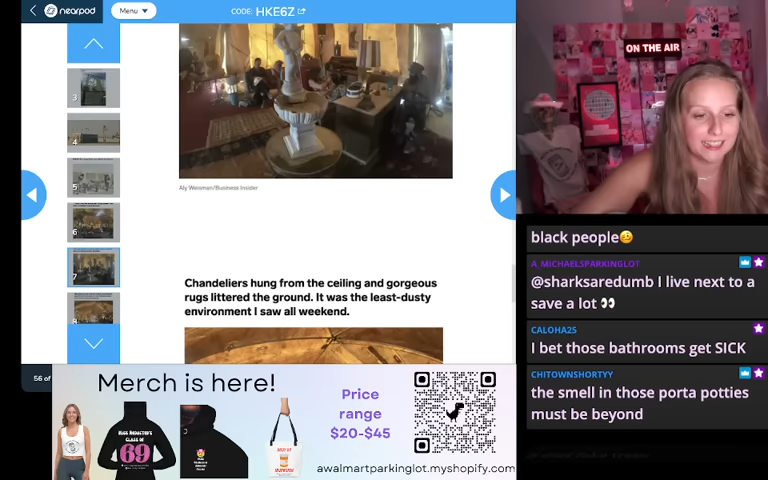 nearpod
Menu
CODE: HKE6Z
3
4
5
6
7
8
Aly Weisman/Business Insider
Chandeliers hung from the ceiling and gorgeous
rugs littered the ground. It was the least-dusty
environment I saw all weekend.
56 of
ON THE AIR
black people🥴
A_MICHAELSPARKINGLOT
@sharksaredumb I live next to a
save a lot 👀
CALOHA25
I bet those bathrooms get SICK
CHITOWNSHORTYY
the smell in those porta potties
must be beyond
Merch is here!
CLASS OF
69
Price
range
$20-$45
awalmartparkinglot.myshopify.com